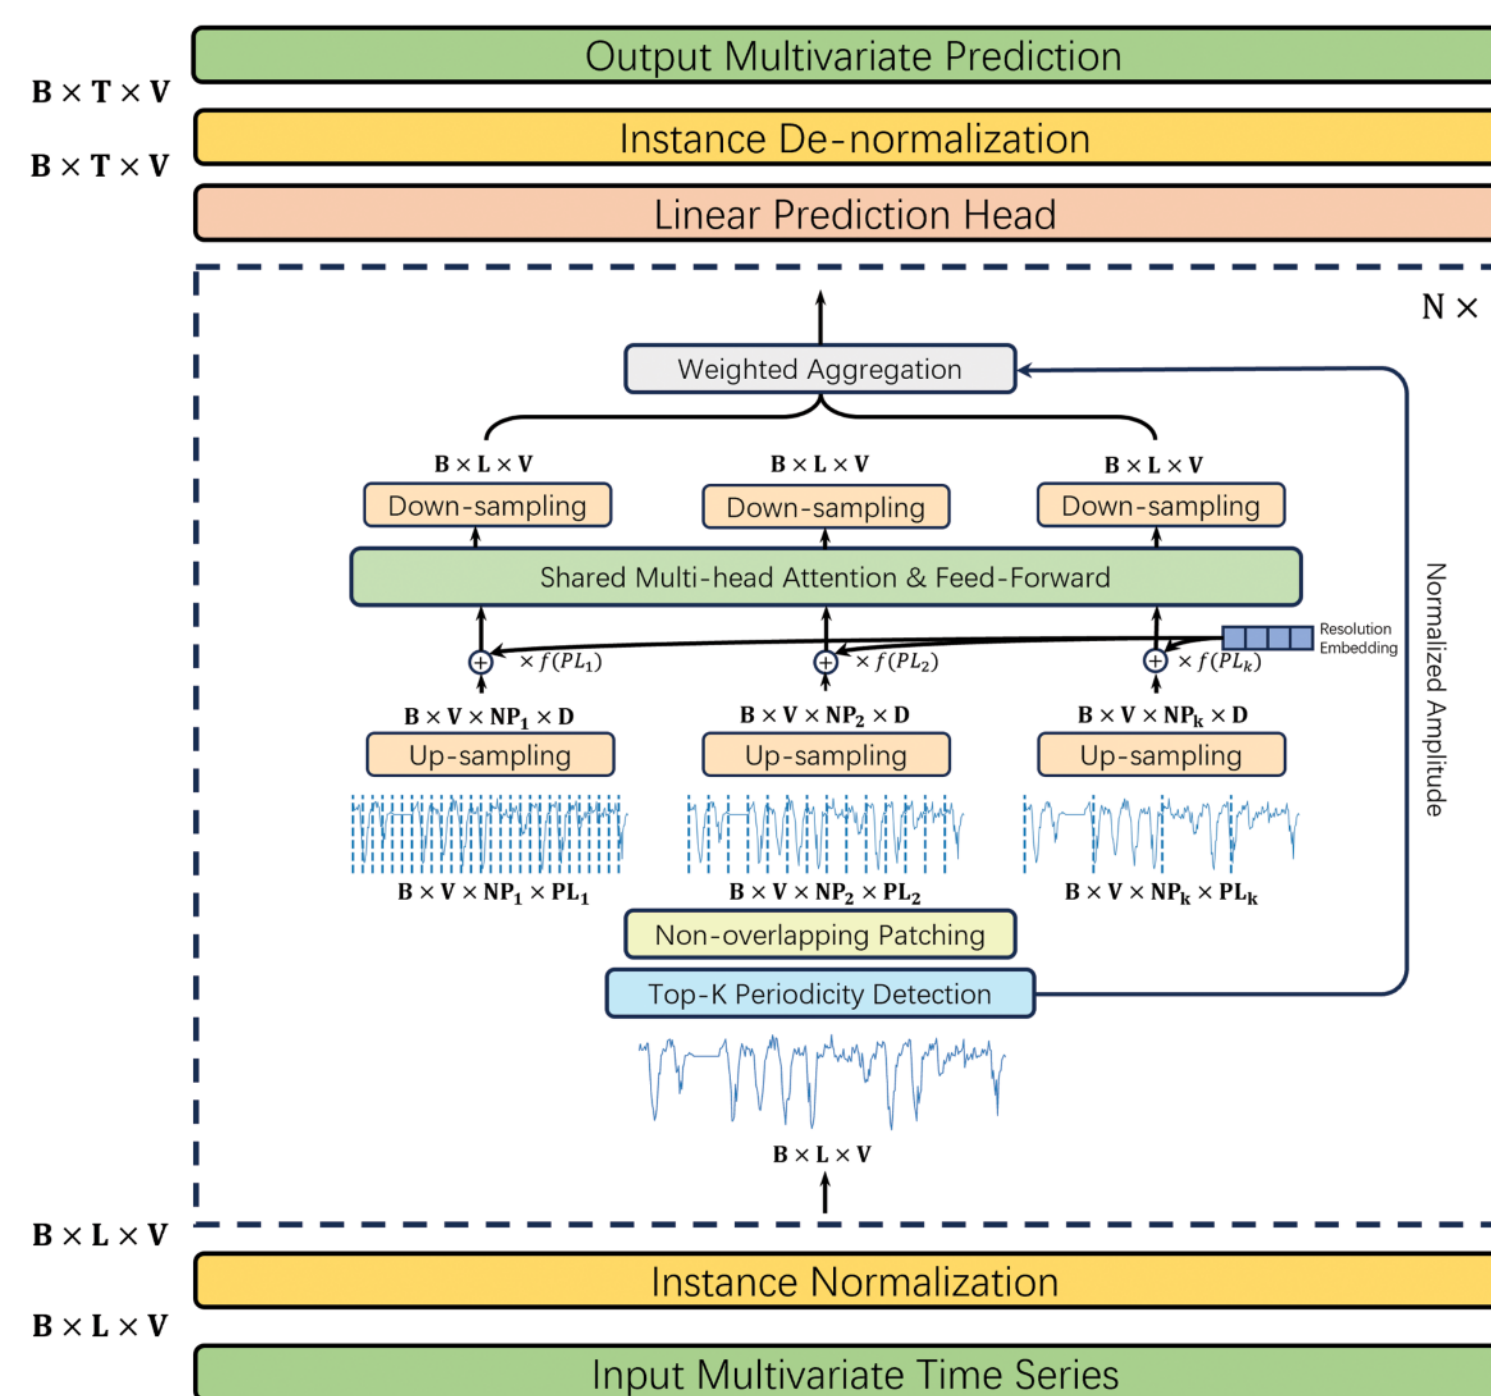 Output Multivariate Prediction
B × T × V
Instance De-normalization
B × T × V
Linear Prediction Head
N ×
Weighted Aggregation
B × L × V
B × L × V
B × L × V
Down-sampling
Down-sampling
Down-sampling
Shared Multi-head Attention & Feed-Forward
Resolution
Embedding
× f(PL₁)
× f(PL₂)
× f(PLₖ)
Normalized Amplitude
B × V × NP₁ × D
B × V × NP₂ × D
B × V × NPₖ × D
Up-sampling
Up-sampling
Up-sampling
B × V × NP₁ × PL₁
B × V × NP₂ × PL₂
B × V × NPₖ × PLₖ
Non-overlapping Patching
Top-K Periodicity Detection
B × L × V
B × L × V
Instance Normalization
B × L × V
Input Multivariate Time Series